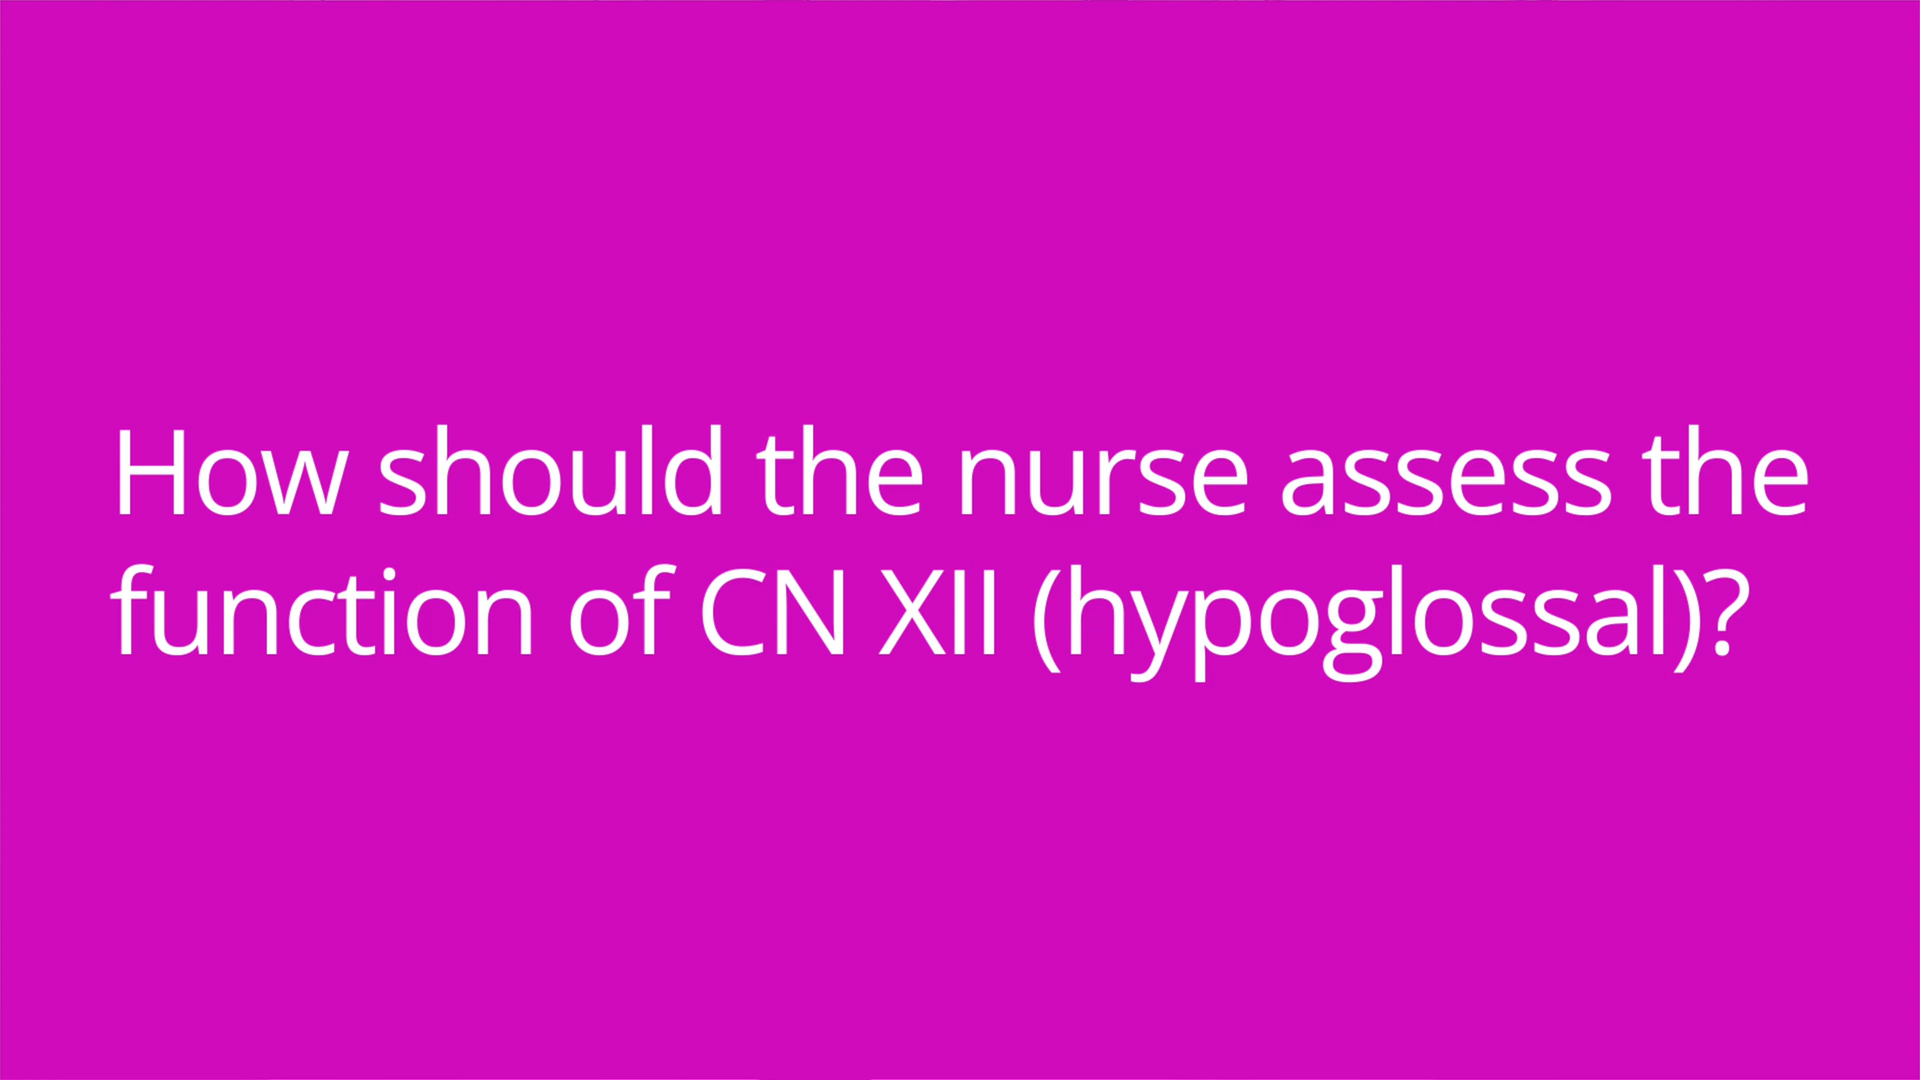 How should the nurse assess the
function of CN XII (hypoglossal)?